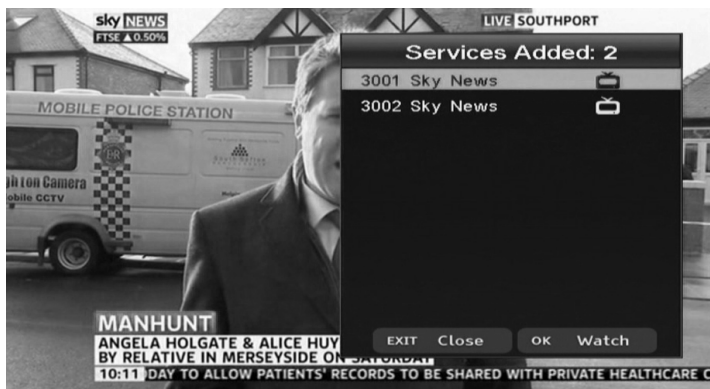 sky NEWS
FTSE ▲ 0.50%
LIVE SOUTHPORT
Services Added: 2
3001 Sky News
3002 Sky News
MOBILE POLICE STATION
Camera
CCTV
EXIT Close
OK Watch
MANHUNT
ANGELA HOLGATE & ALICE HUY
BY RELATIVE IN MERSEYSIDE ON SATURDAY
10:11 DAY TO ALLOW PATIENTS' RECORDS TO BE SHARED WITH PRIVATE HEALTHCARE C